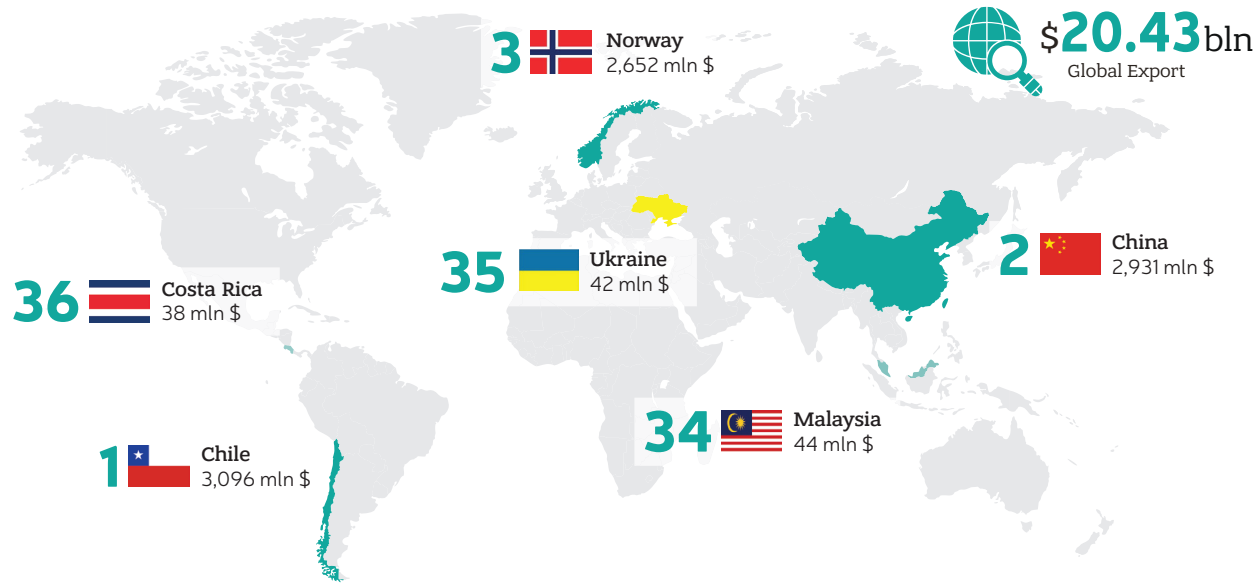 3
Norway
2,652 mln $
$20.43bln
Global Export
2
China
2,931 mln $
35
Ukraine
42 mln $
36
Costa Rica
38 mln $
34
Malaysia
44 mln $
1
Chile
3,096 mln $